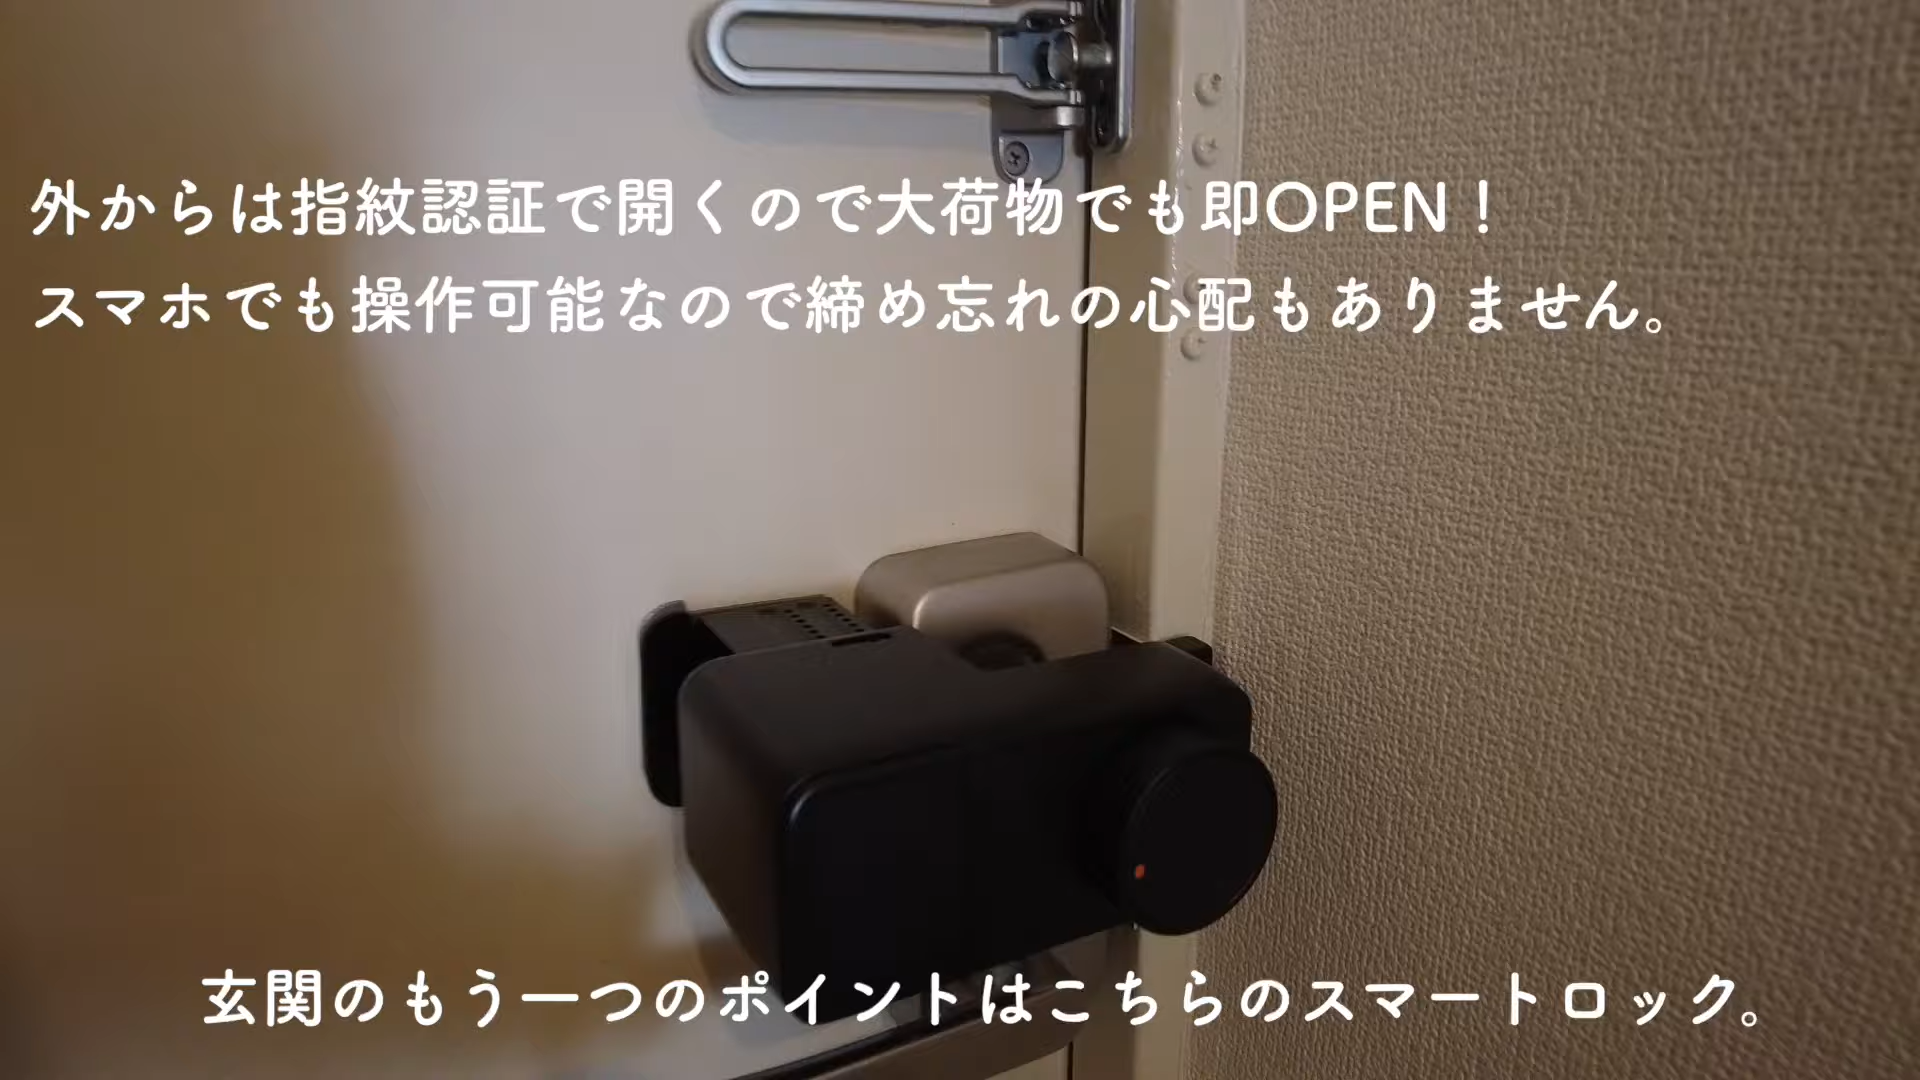 外からは指紋認証で開くので大荷物でも即OPEN！
スマホでも操作可能なので締め忘れの心配もありません。
玄関のもう一つのポイントはこちらのスマートロック。